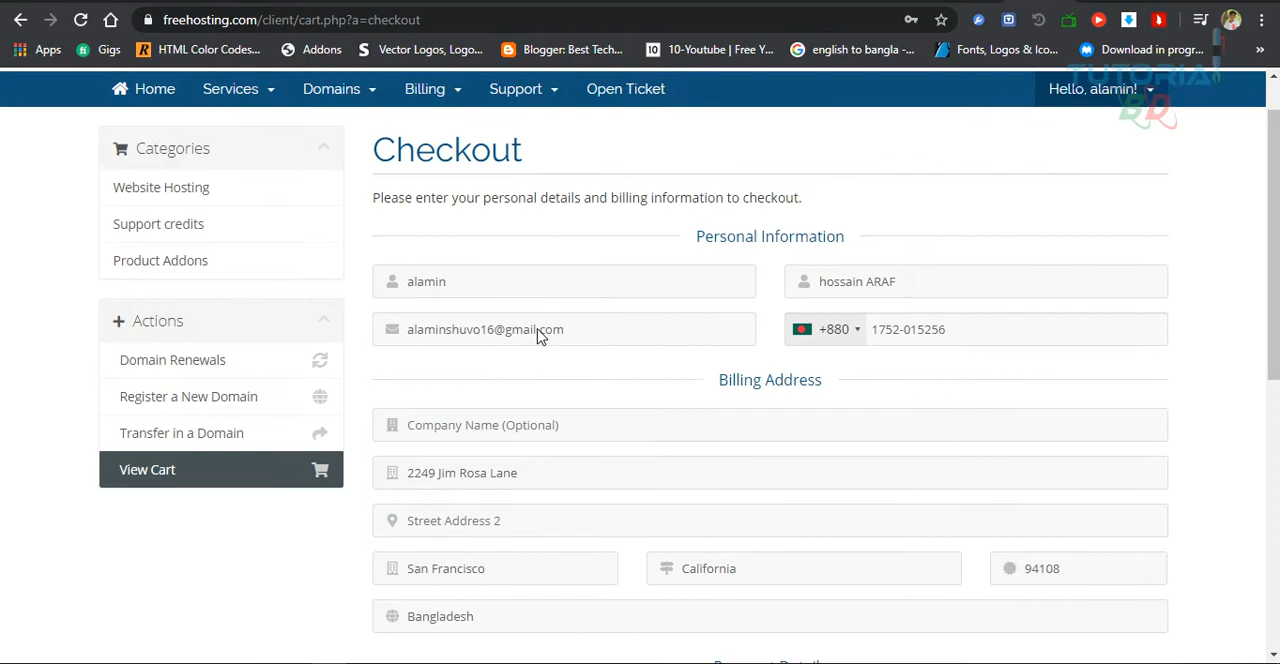 freehosting.com/client/cart.php?a=checkout
Apps Gigs HTML Color Codes... Addons Vector Logos, Logo... Blogger: Best Tech... 10 10-Youtube | Free Y... english to bangla -... Fonts, Logos & Ico... Download in progr... »
TUTORIAL
BD
Home Services Domains Billing Support Open Ticket Hello, alamin!
Categories
Website Hosting
Support credits
Product Addons
Actions
Domain Renewals
Register a New Domain
Transfer in a Domain
View Cart
Checkout
Please enter your personal details and billing information to checkout.
Personal Information
alamin hossain ARAF
alaminshuvo16@gmail.com +880 1752-015256
Billing Address
Company Name (Optional)
2249 Jim Rosa Lane
Street Address 2
San Francisco California 94108
Bangladesh